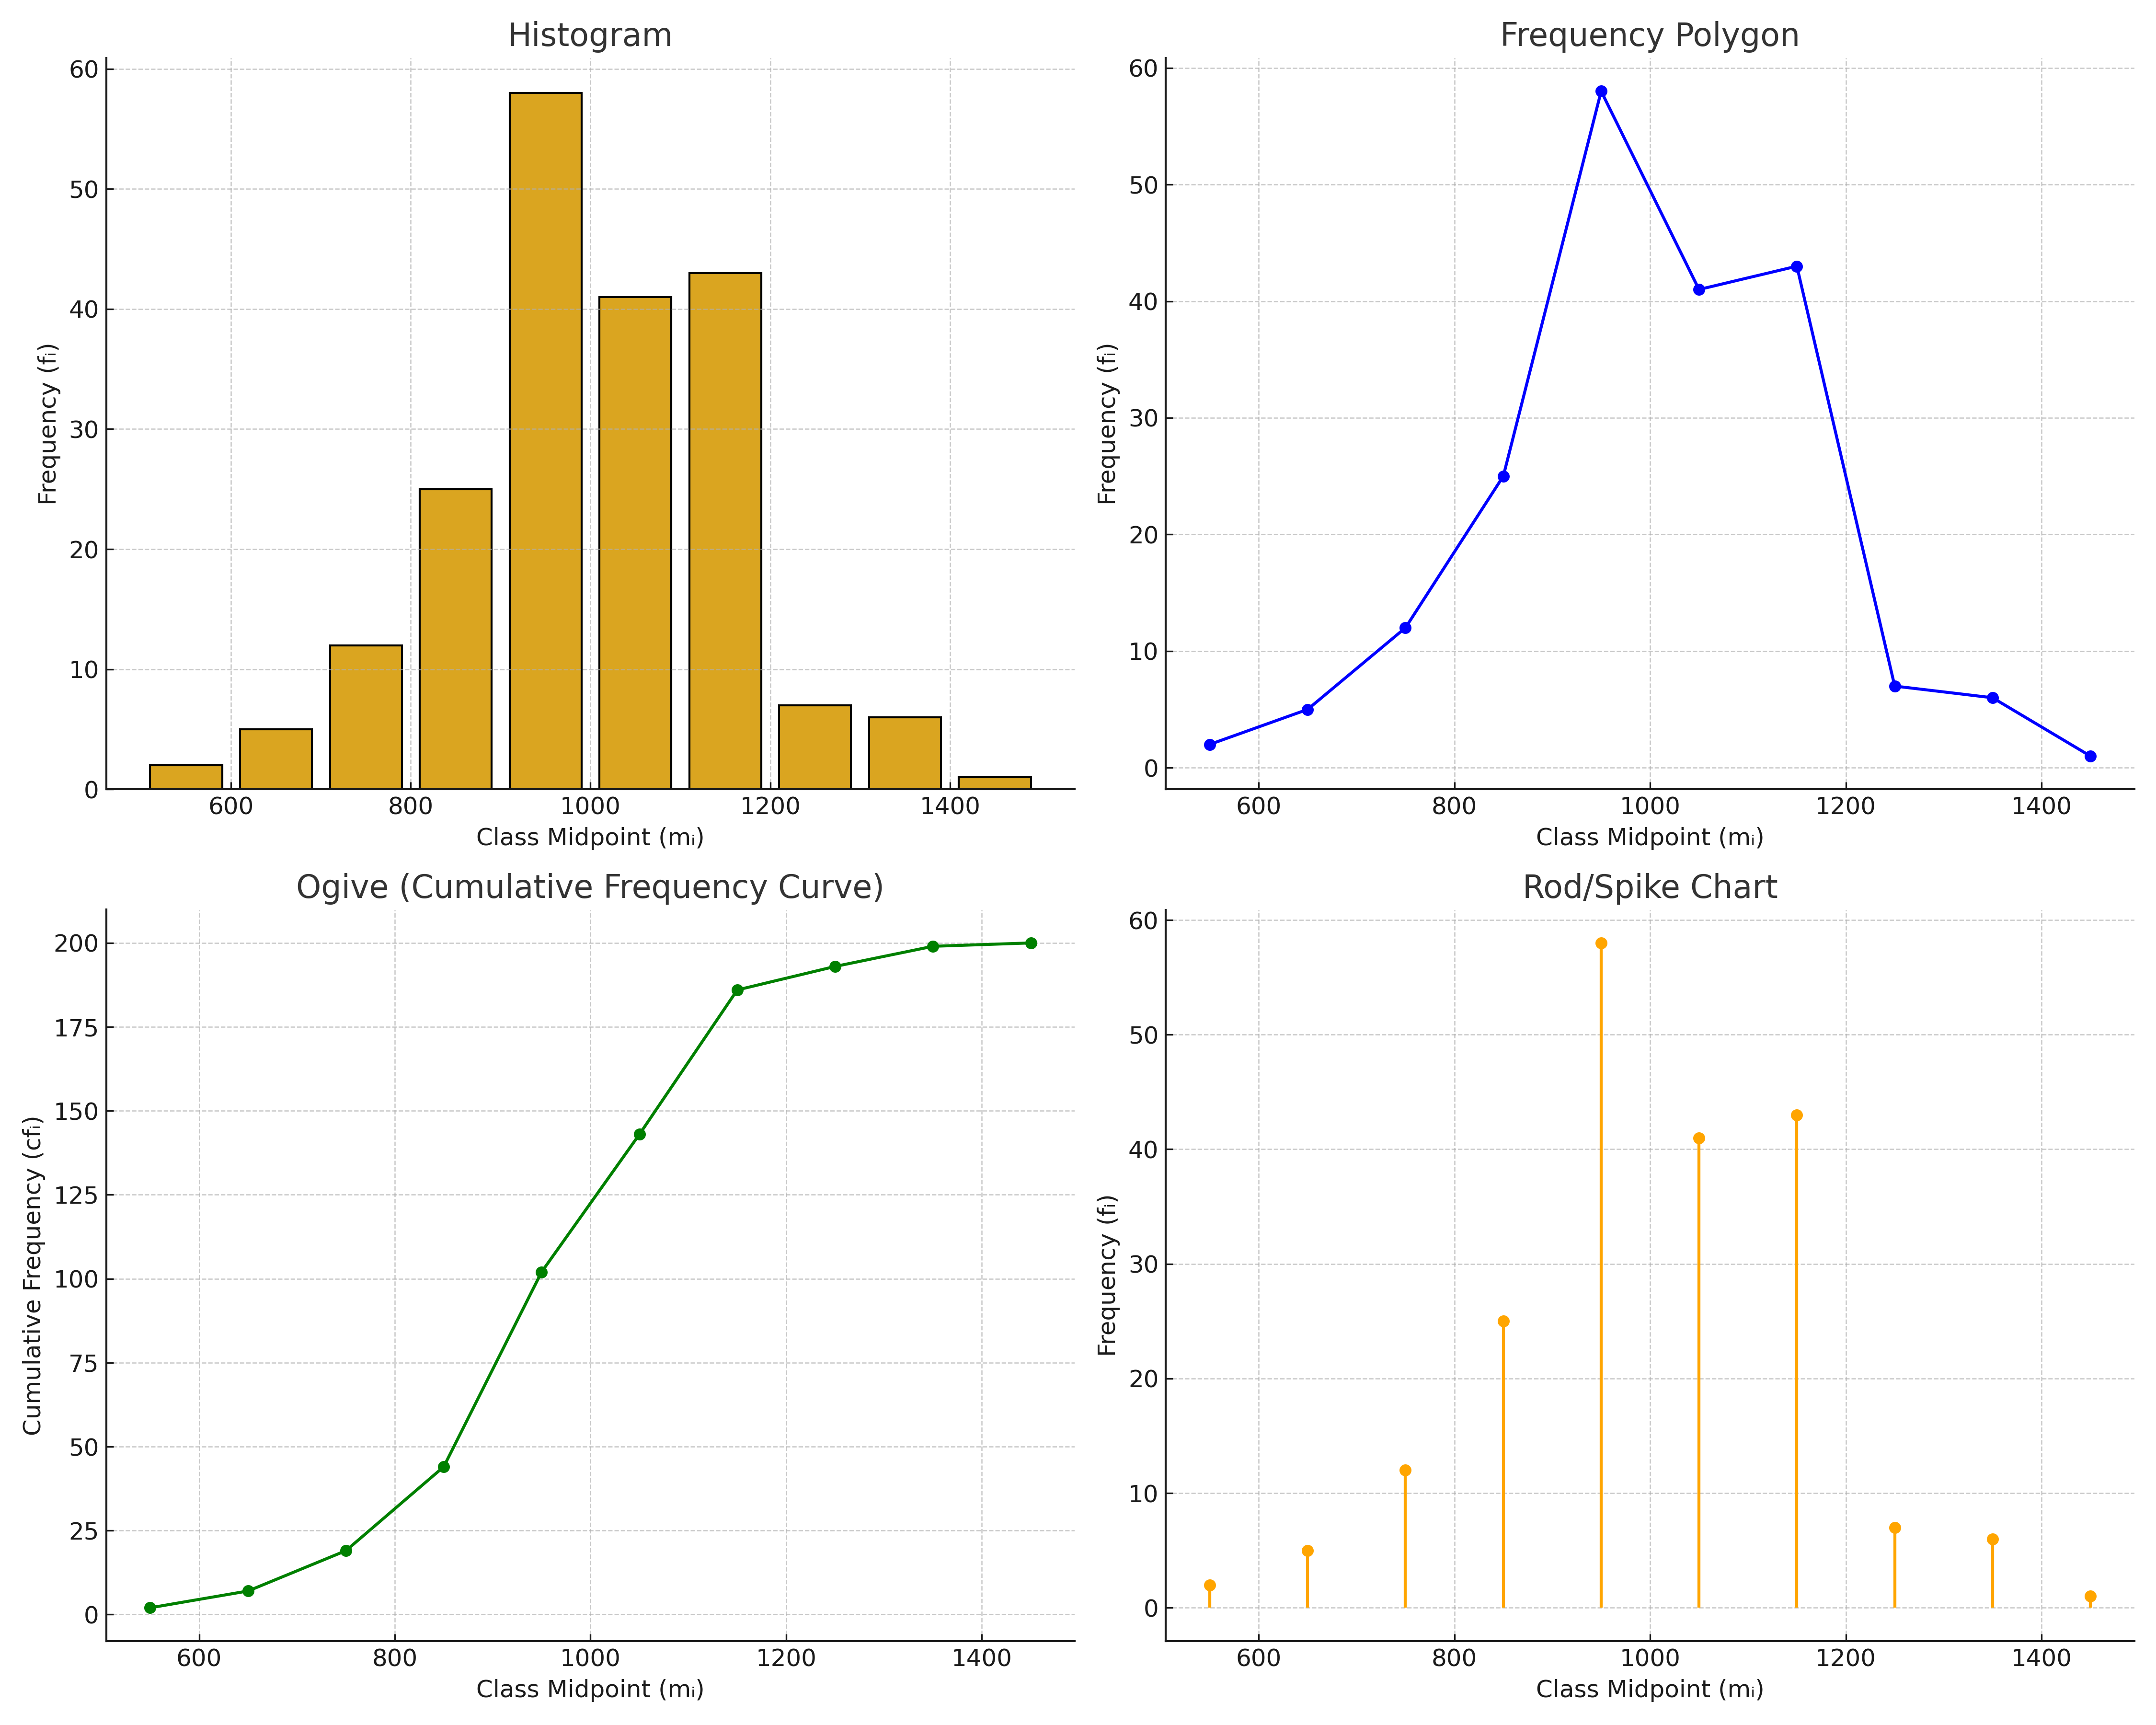 Histogram
60
50
40
30
20
10
0
Frequency (fᵢ)
600 800 1000 1200 1400
Class Midpoint (mᵢ)
Frequency Polygon
60
50
40
30
20
10
0
Frequency (fᵢ)
600 800 1000 1200 1400
Class Midpoint (mᵢ)
Ogive (Cumulative Frequency Curve)
200
175
150
125
100
75
50
25
0
Cumulative Frequency (cfᵢ)
600 800 1000 1200 1400
Class Midpoint (mᵢ)
Rod/Spike Chart
60
50
40
30
20
10
0
Frequency (fᵢ)
600 800 1000 1200 1400
Class Midpoint (mᵢ)